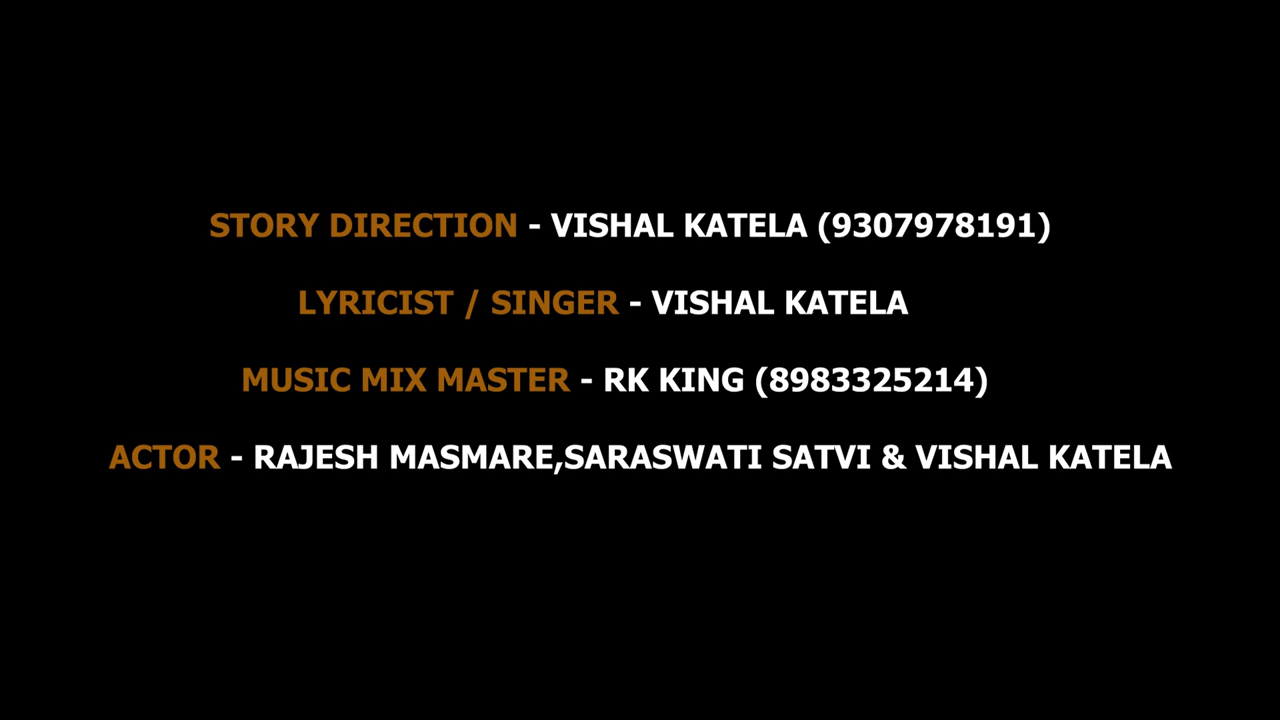 STORY DIRECTION - VISHAL KATELA (9307978191)
LYRICIST / SINGER - VISHAL KATELA
MUSIC MIX MASTER - RK KING (8983325214)
ACTOR - RAJESH MASMARE,SARASWATI SATVI & VISHAL KATELA